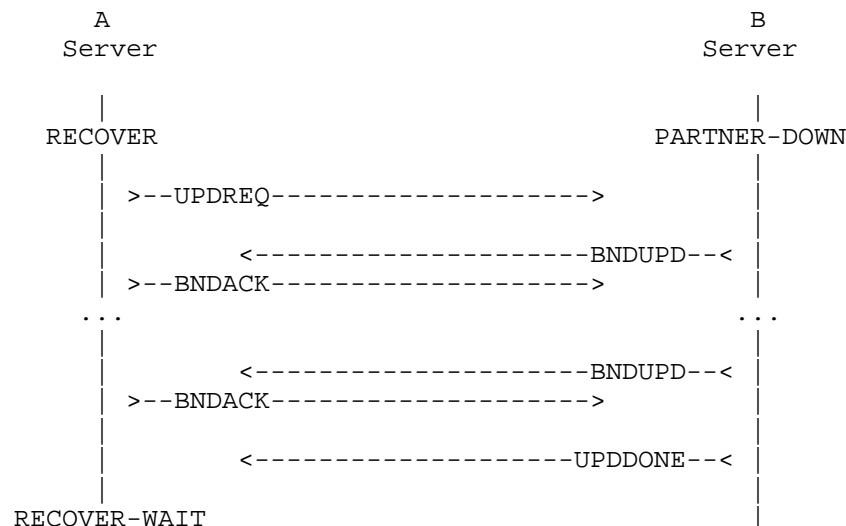 A B
Server Server
|                                        |
RECOVER PARTNER-DOWN
|                                        |
| >--UPDREQ--------------------> |
|                                        |
|                                        |
| <---------------------BNDUPD--< |
| >--BNDACK--------------------> |
... ...
|                                        |
| <---------------------BNDUPD--< |
| >--BNDACK--------------------> |
|                                        |
| <--------------------UPDDONE--< |
|                                        |
RECOVER-WAIT |